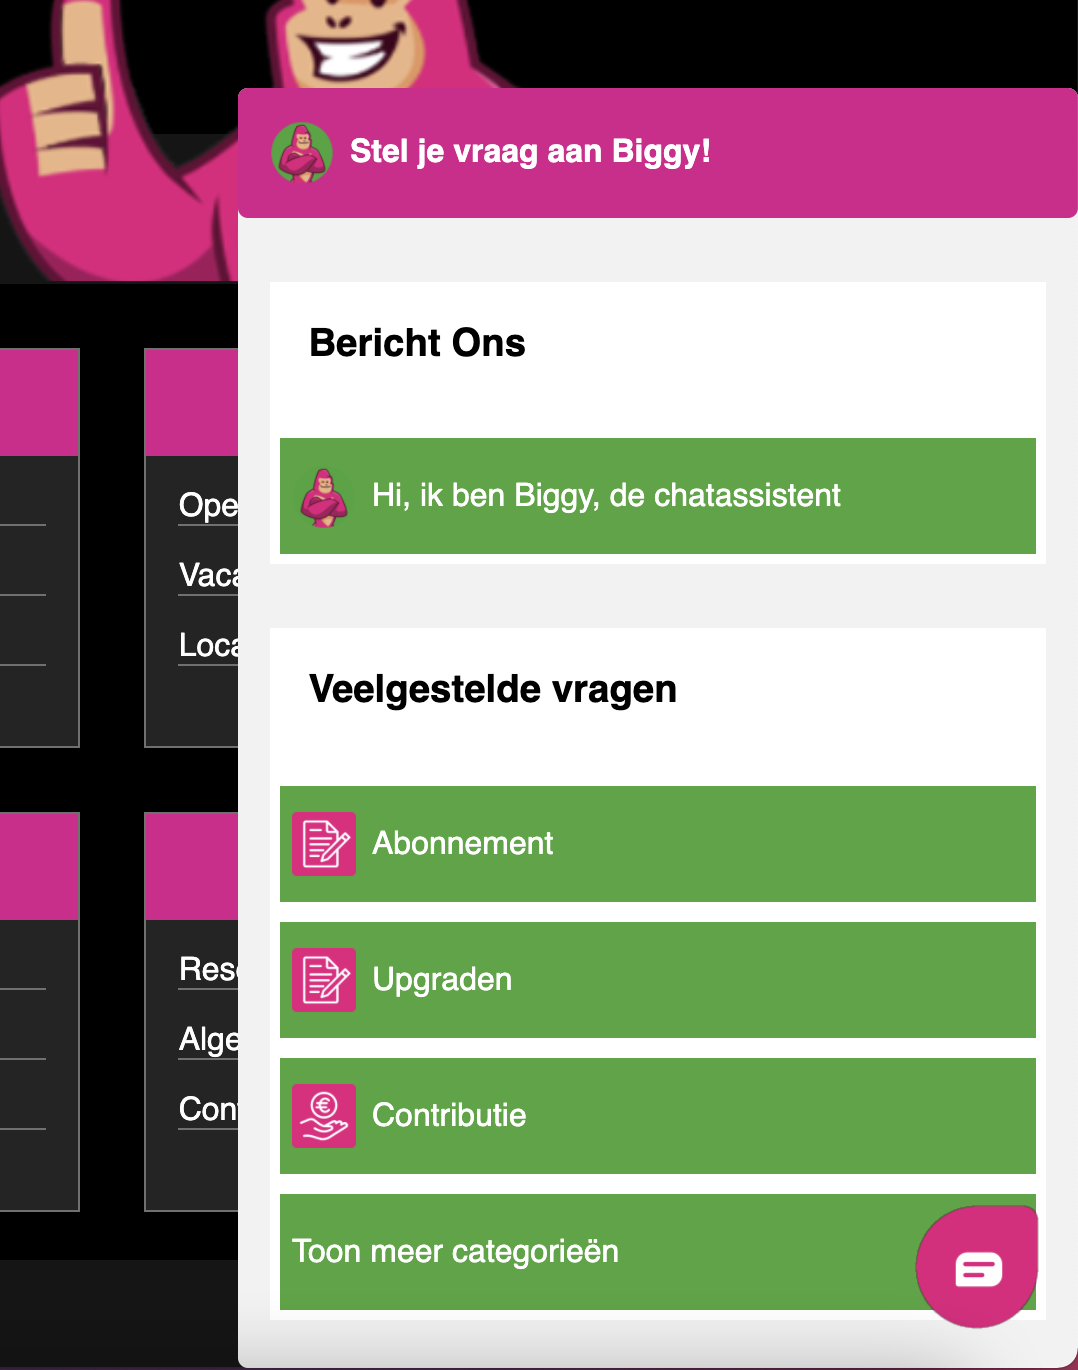 Stel je vraag aan Biggy!
Bericht Ons
Hi, ik ben Biggy, de chatassistent
Veelgestelde vragen
Abonnement
Upgraden
Contributie
Toon meer categorieën
Ope
Vaca
Loca
Rese
Alge
Con